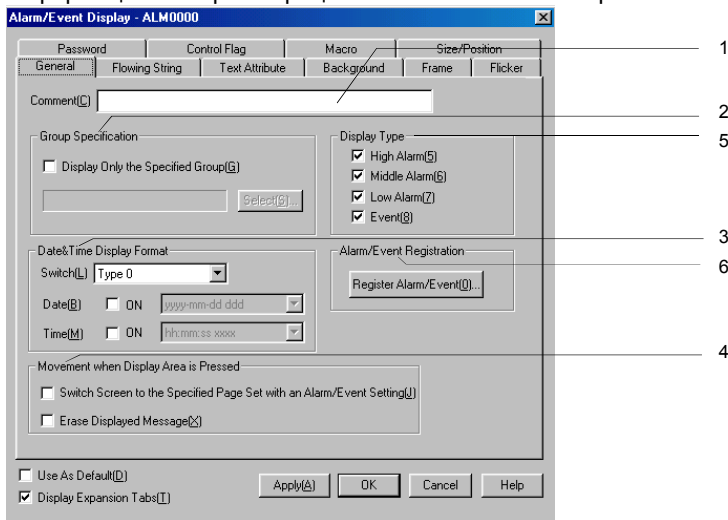 Alarm/Event Display - ALM0000
Password Control Flag Macro Size/Position
General Flowing String Text Attribute Background Frame Flicker
1
Comment(C)
2
Group Specification
Display Type
5
Display Only the Specified Group(G)
High Alarm(5)
Middle Alarm(6)
Select(S)...
Low Alarm(7)
Event(8)
3
Date&Time Display Format
Alarm/Event Registration
6
Switch(L) Type 0
Register Alarm/Event(O)...
Date(B) ON yyyy-mm-dd ddd
Time(M) ON hh:mm:ss xxxx
4
Movement when Display Area is Pressed
Switch Screen to the Specified Page Set with an Alarm/Event Setting(J)
Erase Displayed Message(X)
Use As Default(D)
Display Expansion Tabs(T)
Apply(A) OK Cancel Help